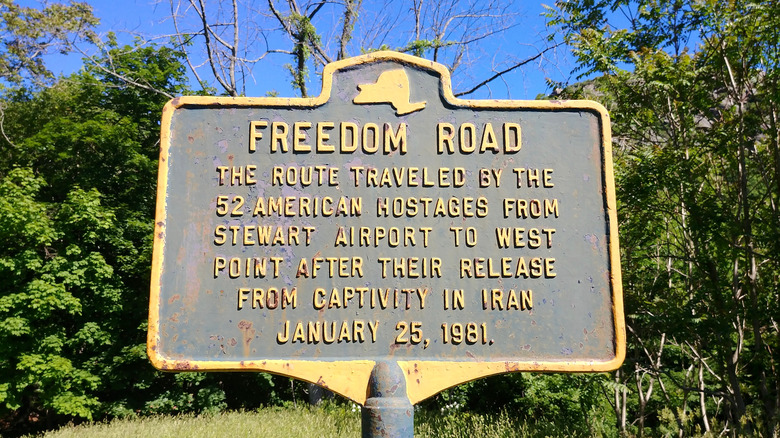 FREEDOM ROAD
THE ROUTE TRAVELED BY THE
52 AMERICAN HOSTAGES FROM
STEWART AIRPORT TO WEST
POINT AFTER THEIR RELEASE
FROM CAPTIVITY IN IRAN
JANUARY 25, 1981.